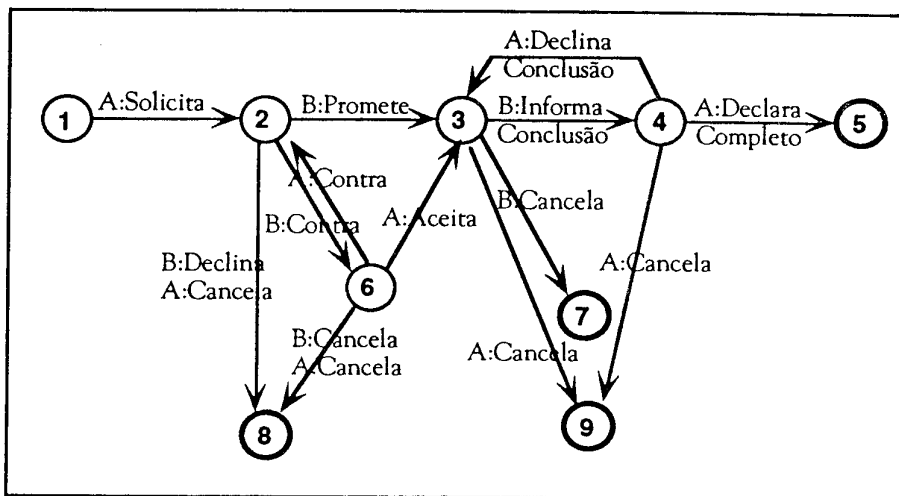 A:Declina
Conclusão
A:Solicita
B:Promete
B:Informa
Conclusão
A:Declara
Completo
1
2
3
4
5
A:Contra
B:Contra
A:Aceita
B:Cancela
B:Declina
A:Cancela
A:Cancela
6
7
B:Cancela
A:Cancela
A:Cancela
8
9